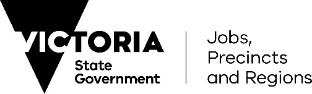 VICTORIA
State
Government
Jobs,
Precincts
and Regions